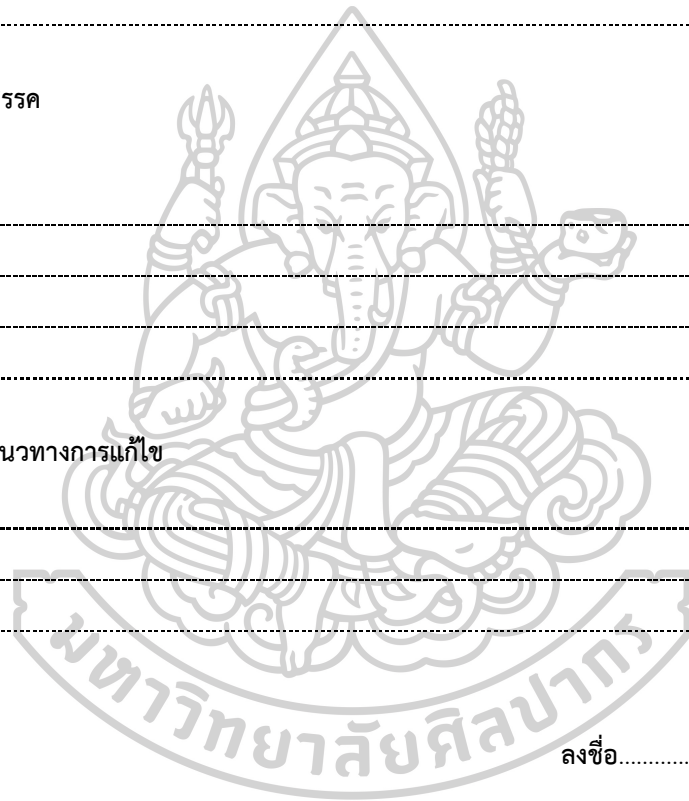 รรค
นวทางการแก้ไข
มหาวิทยาลัยศิลปากร
ลงชื่อ............